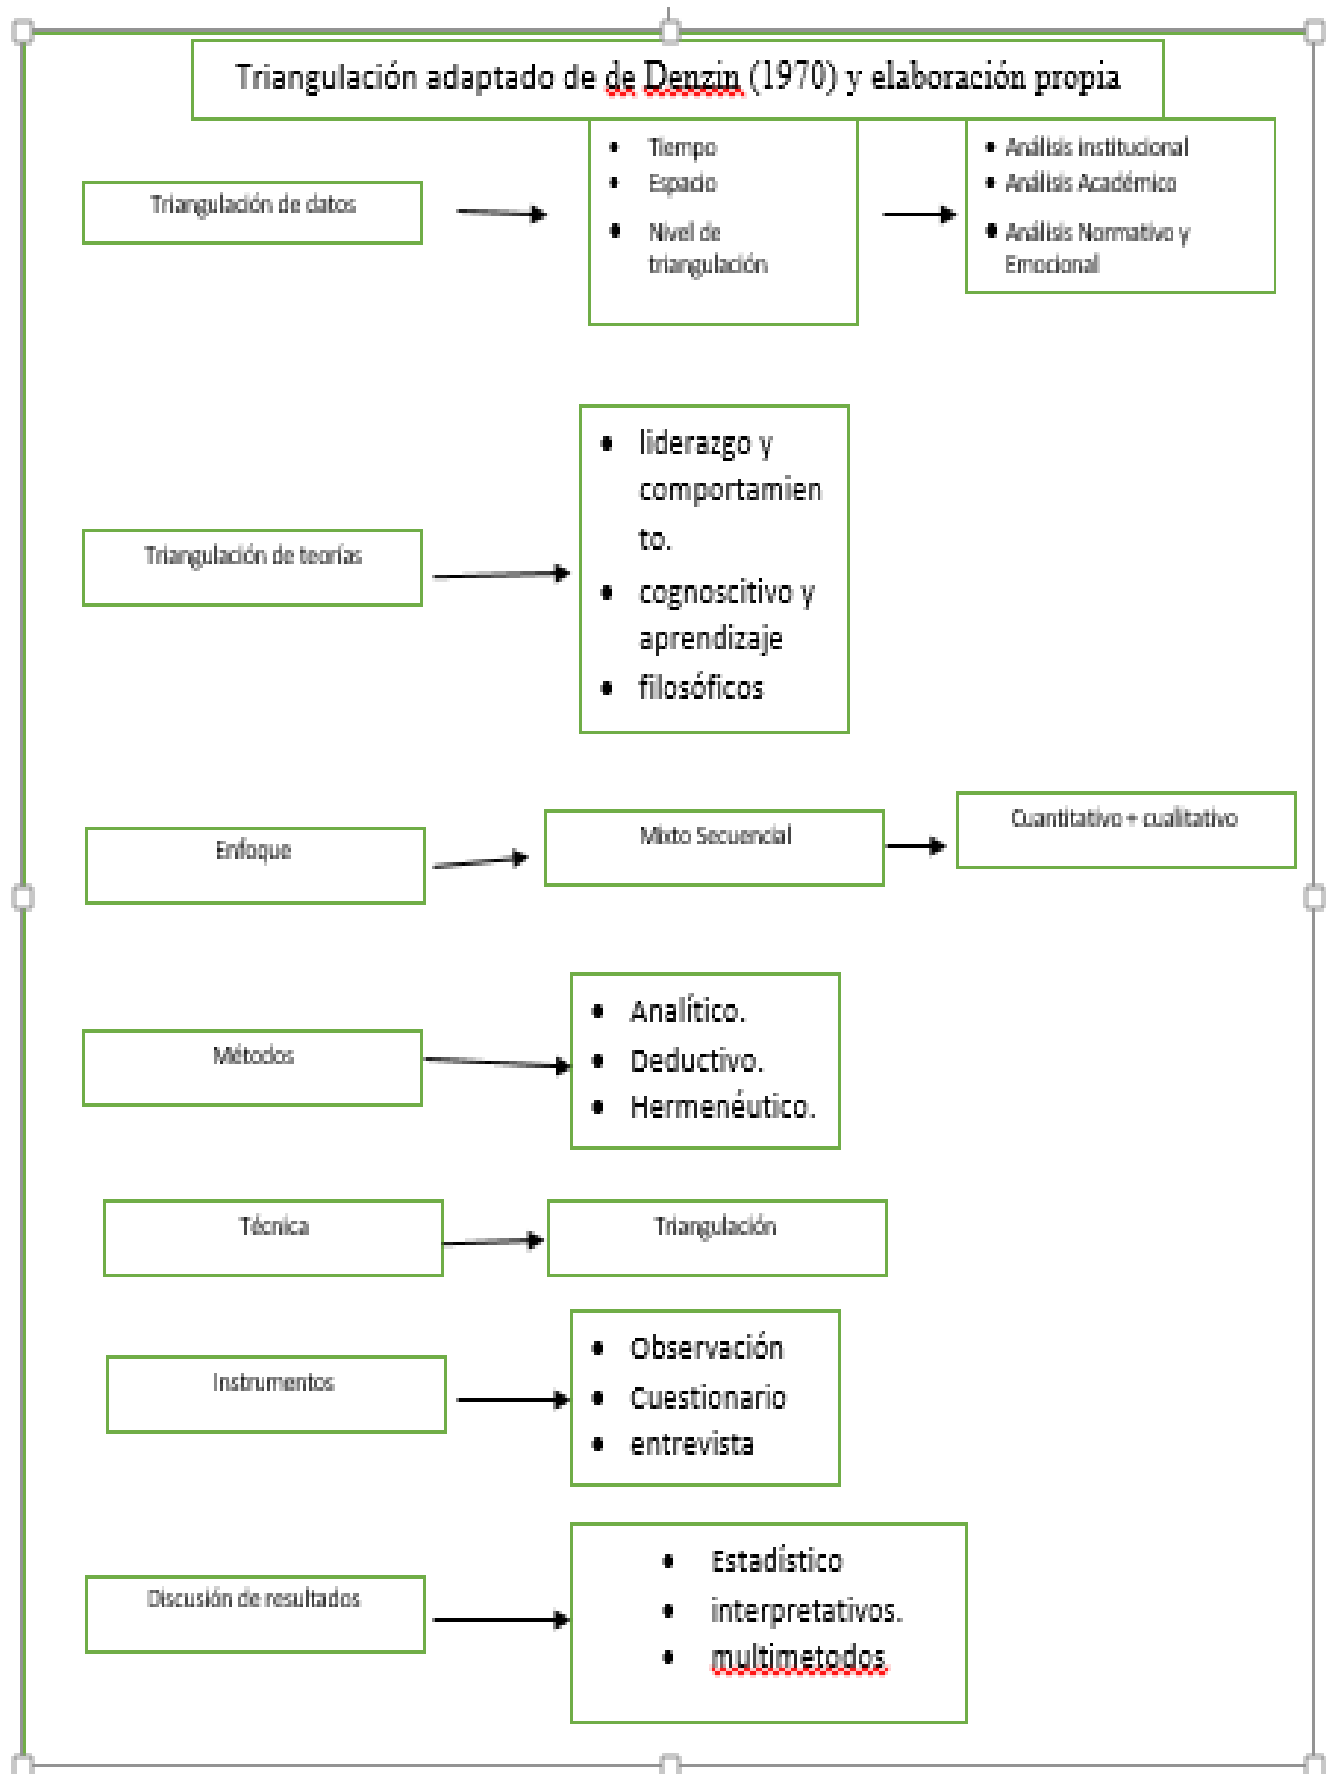 Triangulación adaptado de de Denzin (1970) y elaboración propia
Triangulación de datos
• Tiempo
• Espacio
• Nivel de
triangulación
• Análisis institucional
• Análisis Académico
• Análisis Normativo y
Emocional
Triangulación de teorías
• liderazgo y
comportamien
to.
• cognoscitivo y
aprendizaje
• filosóficos
Enfoque
Mixto Secuencial
Cuantitativo + cualitativo
Métodos
• Analítico.
• Deductivo.
• Hermenéutico.
Técnica
Triangulación
Instrumentos
• Observación
• Cuestionario
• entrevista
Discusión de resultados
• Estadístico
• interpretativos.
• multimetodos